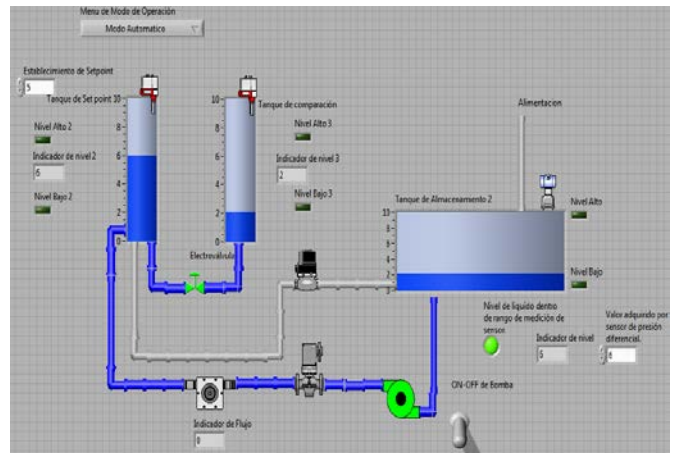 Menu de Modo de Operación
Modo Automatico
Establecimiento de Setpoint
5
Tanque de Set point
10
8
6
4
2
0
Nivel Alto 2
Indicador de nivel 2
6
Nivel Bajo 2
10
8
6
4
2
0
Tanque de comparación
Nivel Alto 3
Indicador de nivel 3
2
Nivel Bajo 3
Electroválvula
Alimentacion
Tanque de Almacenamiento 2
Nivel Alto
Nivel Bajo
8
6
4
2
Nivel de liquido dentro
de rango de medición de
sensor
Indicador de nivel
Valor adquirido por
sensor de presión
diferencial.
ON-OFF de Bomba
Indicador de Flujo
0